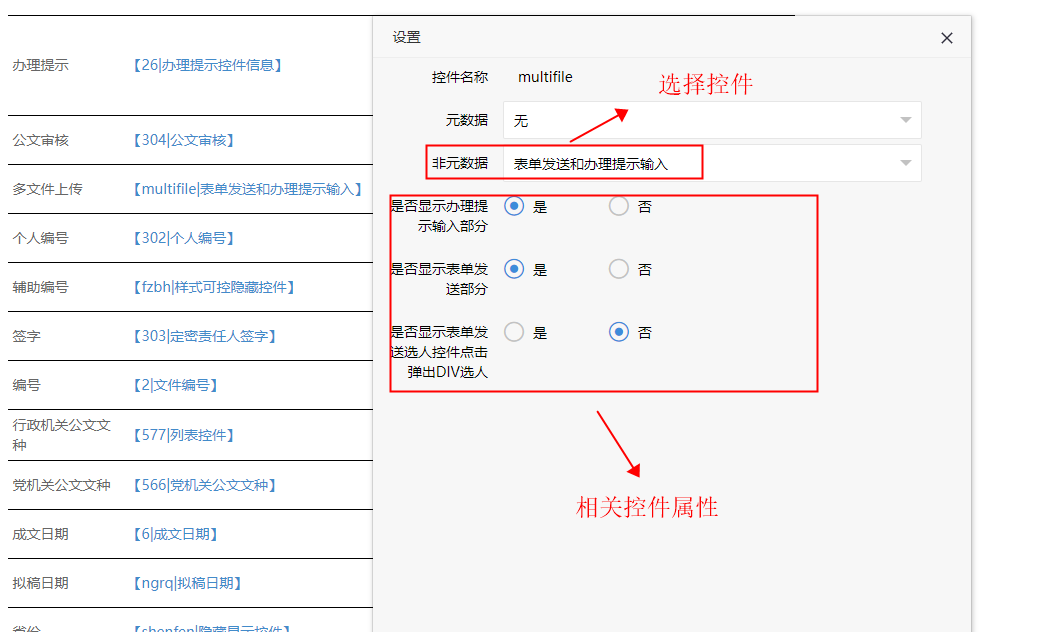 设置
办理提示 【26|办理提示控件信息】
控件名称 multifile
选择控件
元数据 无
公文审核 【304|公文审核】
非元数据 表单发送和办理提示输入
多文件上传 【multifile|表单发送和办理提示输入】
是否显示办理提
示输入部分
是 否
个人编号 【302|个人编号】
是否显示表单发
送部分
是 否
辅助编号 【fzbh|样式可控隐藏控件】
签字 【303|定密责任人签字】
是否显示表单发
送选人控件点击
弹出DIV选人
是 否
编号 【2|文件编号】
行政机关公文文
种
【577|列表控件】
党机关公文文种 【566|党机关公文文种】
相关控件属性
成文日期 【6|成文日期】
拟稿日期 【ngrq|拟稿日期】
省份 【shenfen|隐藏显示控件】